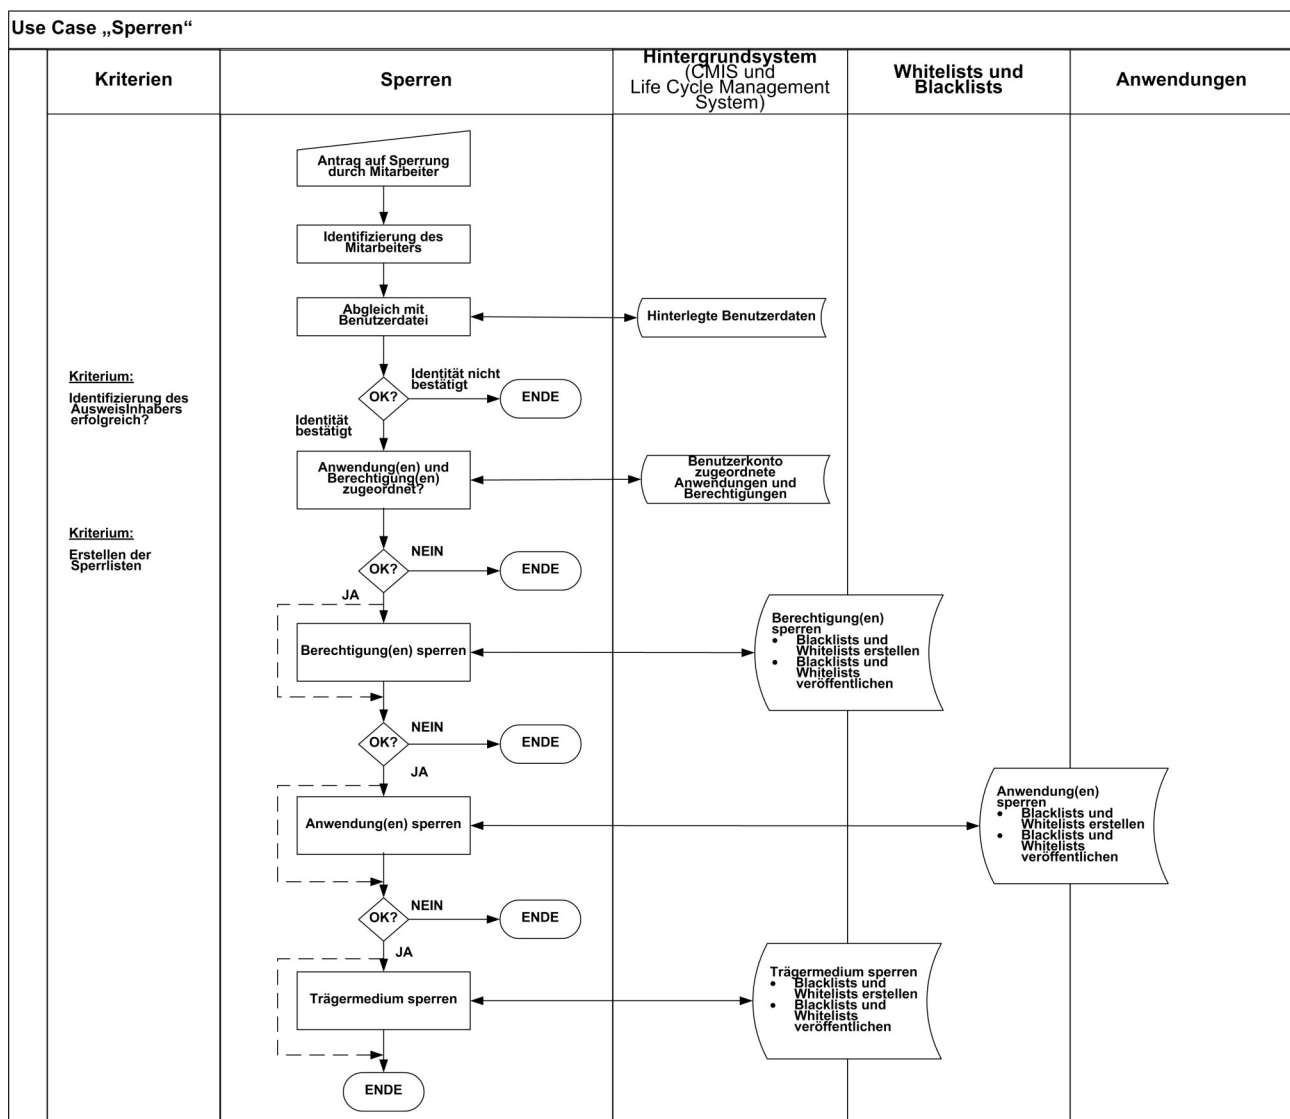 Use Case „Sperren“
Kriterien
Sperren
Hintergrundsystem
(CMIS und
Life Cycle Management
System)
Whitelists und
Blacklists
Anwendungen
Antrag auf Sperrung
durch Mitarbeiter
Identifizierung des
Mitarbeiters
Abgleich mit
Benutzerdatei
Hinterlegte Benutzerdaten
Kriterium:
Identifizierung des
AusweisInhabers
erfolgreich?
OK?
Identität nicht
bestätigt
ENDE
Identität
bestätigt
Anwendung(en) und
Berechtigung(en)
zugeordnet?
Benutzerkonto
zugeordnete
Anwendungen und
Berechtigungen
Kriterium:
Erstellen der
Sperrlisten
OK?
NEIN
ENDE
JA
Berechtigung(en) sperren
Berechtigung(en)
sperren
• Blacklists und
Whitelists erstellen
• Blacklists und
Whitelists
veröffentlichen
OK?
NEIN
ENDE
JA
Anwendung(en) sperren
Anwendung(en)
sperren
• Blacklists und
Whitelists erstellen
• Blacklists und
Whitelists
veröffentlichen
OK?
NEIN
ENDE
JA
Trägermedium sperren
Trägermedium sperren
• Blacklists und
Whitelists erstellen
• Blacklists und
Whitelists
veröffentlichen
ENDE